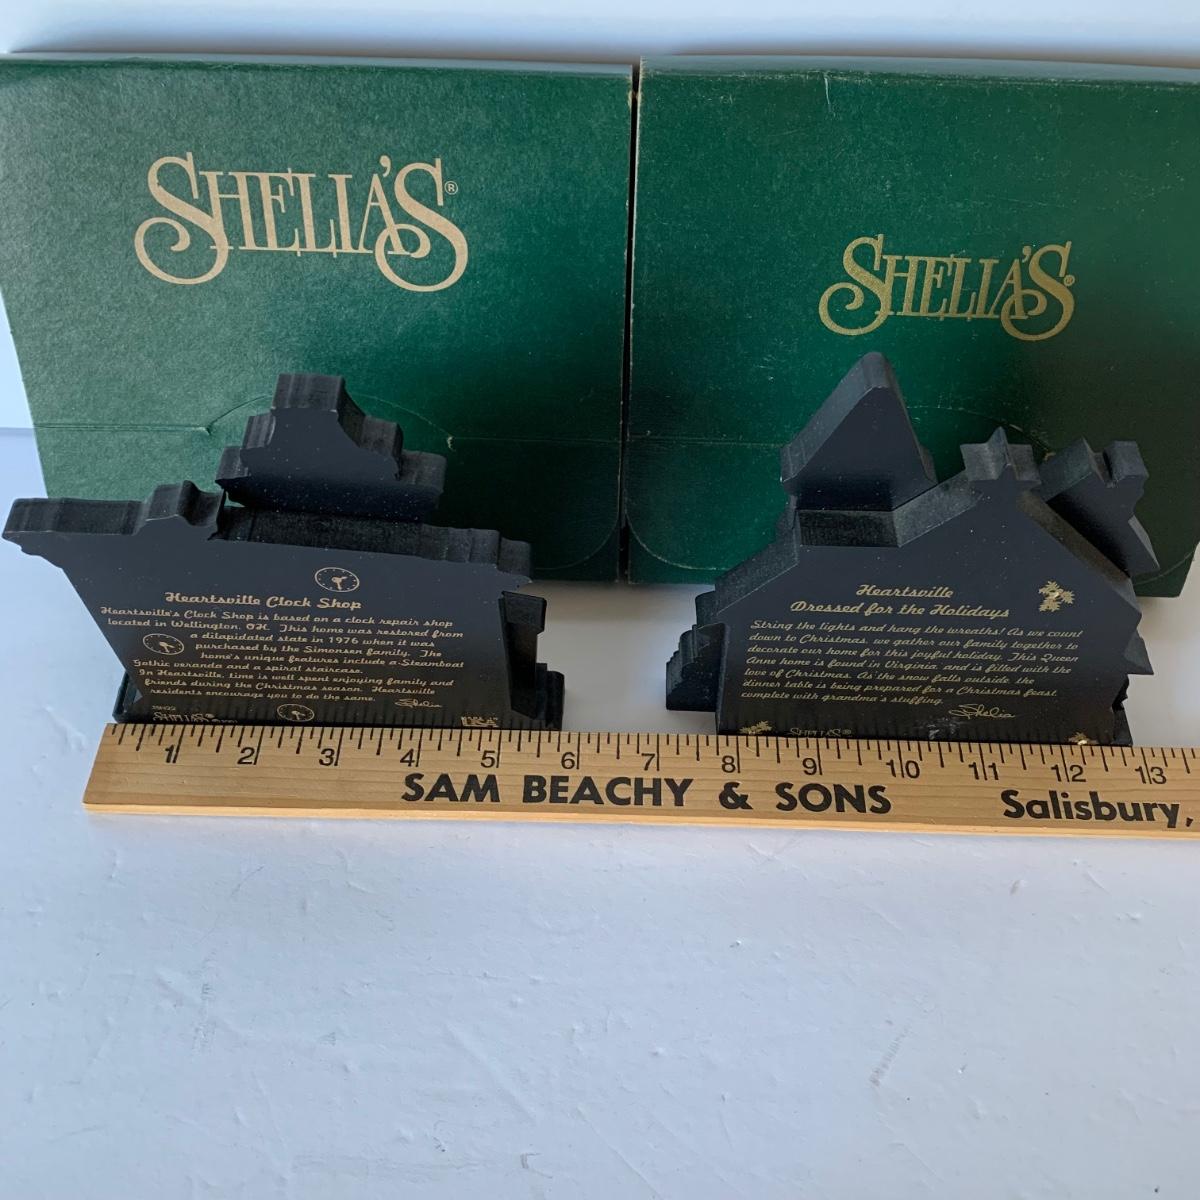 SHELIA'S®
SHELIA'S®
Heartsville Clock Shop
Heartsville's Clock Shop is based on a clock repair shop
located in Wellington, OH. This home was restored from
a dilapidated state in 1976 when it was
purchased by the Simonsen family. The
home's unique features include a Steamboat
Gothic veranda and a spiral staircase.
In Heartsville, time is well spent enjoying family and
friends during the Christmas season. Heartsville
residents encourage you to do the same.
Shelia
SHELIA'S®
Heartsville
Dressed for the Holidays
String the lights and hang the wreaths! As we count
down to Christmas, we gather our family together to
decorate our home for this joyful holiday. This Queen
Anne home is found in Virginia and is filled with the
love of Christmas. As the snow falls outside, the
dinner table is being prepared for a Christmas feast,
complete with grandma's stuffing.
Shelia
SHELIA'S®
1 2 3 4 5 6 7 8 9 10 11 12 13
SAM BEACHY & SONS Salisbury,